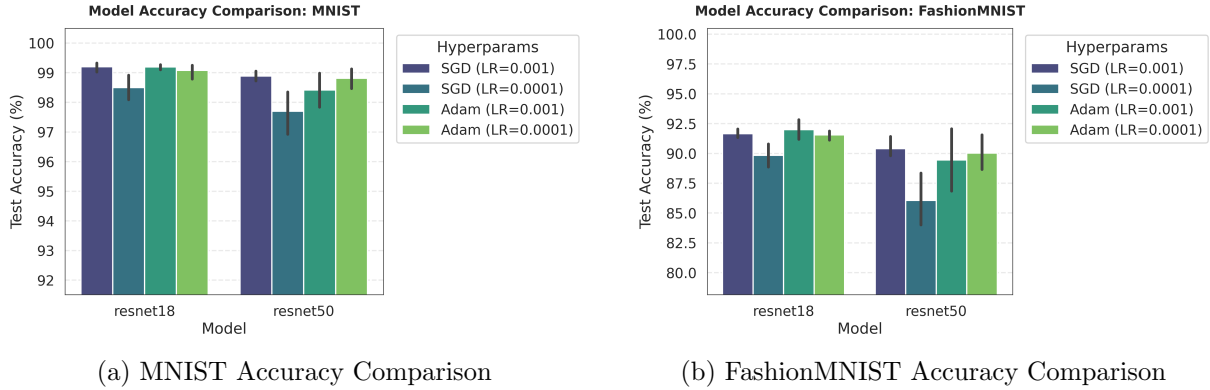 Model Accuracy Comparison: MNIST
100
99
98
97
96
95
94
93
92
Test Accuracy (%)
resnet18
resnet50
Model
Hyperparams
SGD (LR=0.001)
SGD (LR=0.0001)
Adam (LR=0.001)
Adam (LR=0.0001)
(a) MNIST Accuracy Comparison
Model Accuracy Comparison: FashionMNIST
100.0
97.5
95.0
92.5
90.0
87.5
85.0
82.5
80.0
Test Accuracy (%)
resnet18
resnet50
Model
Hyperparams
SGD (LR=0.001)
SGD (LR=0.0001)
Adam (LR=0.001)
Adam (LR=0.0001)
(b) FashionMNIST Accuracy Comparison